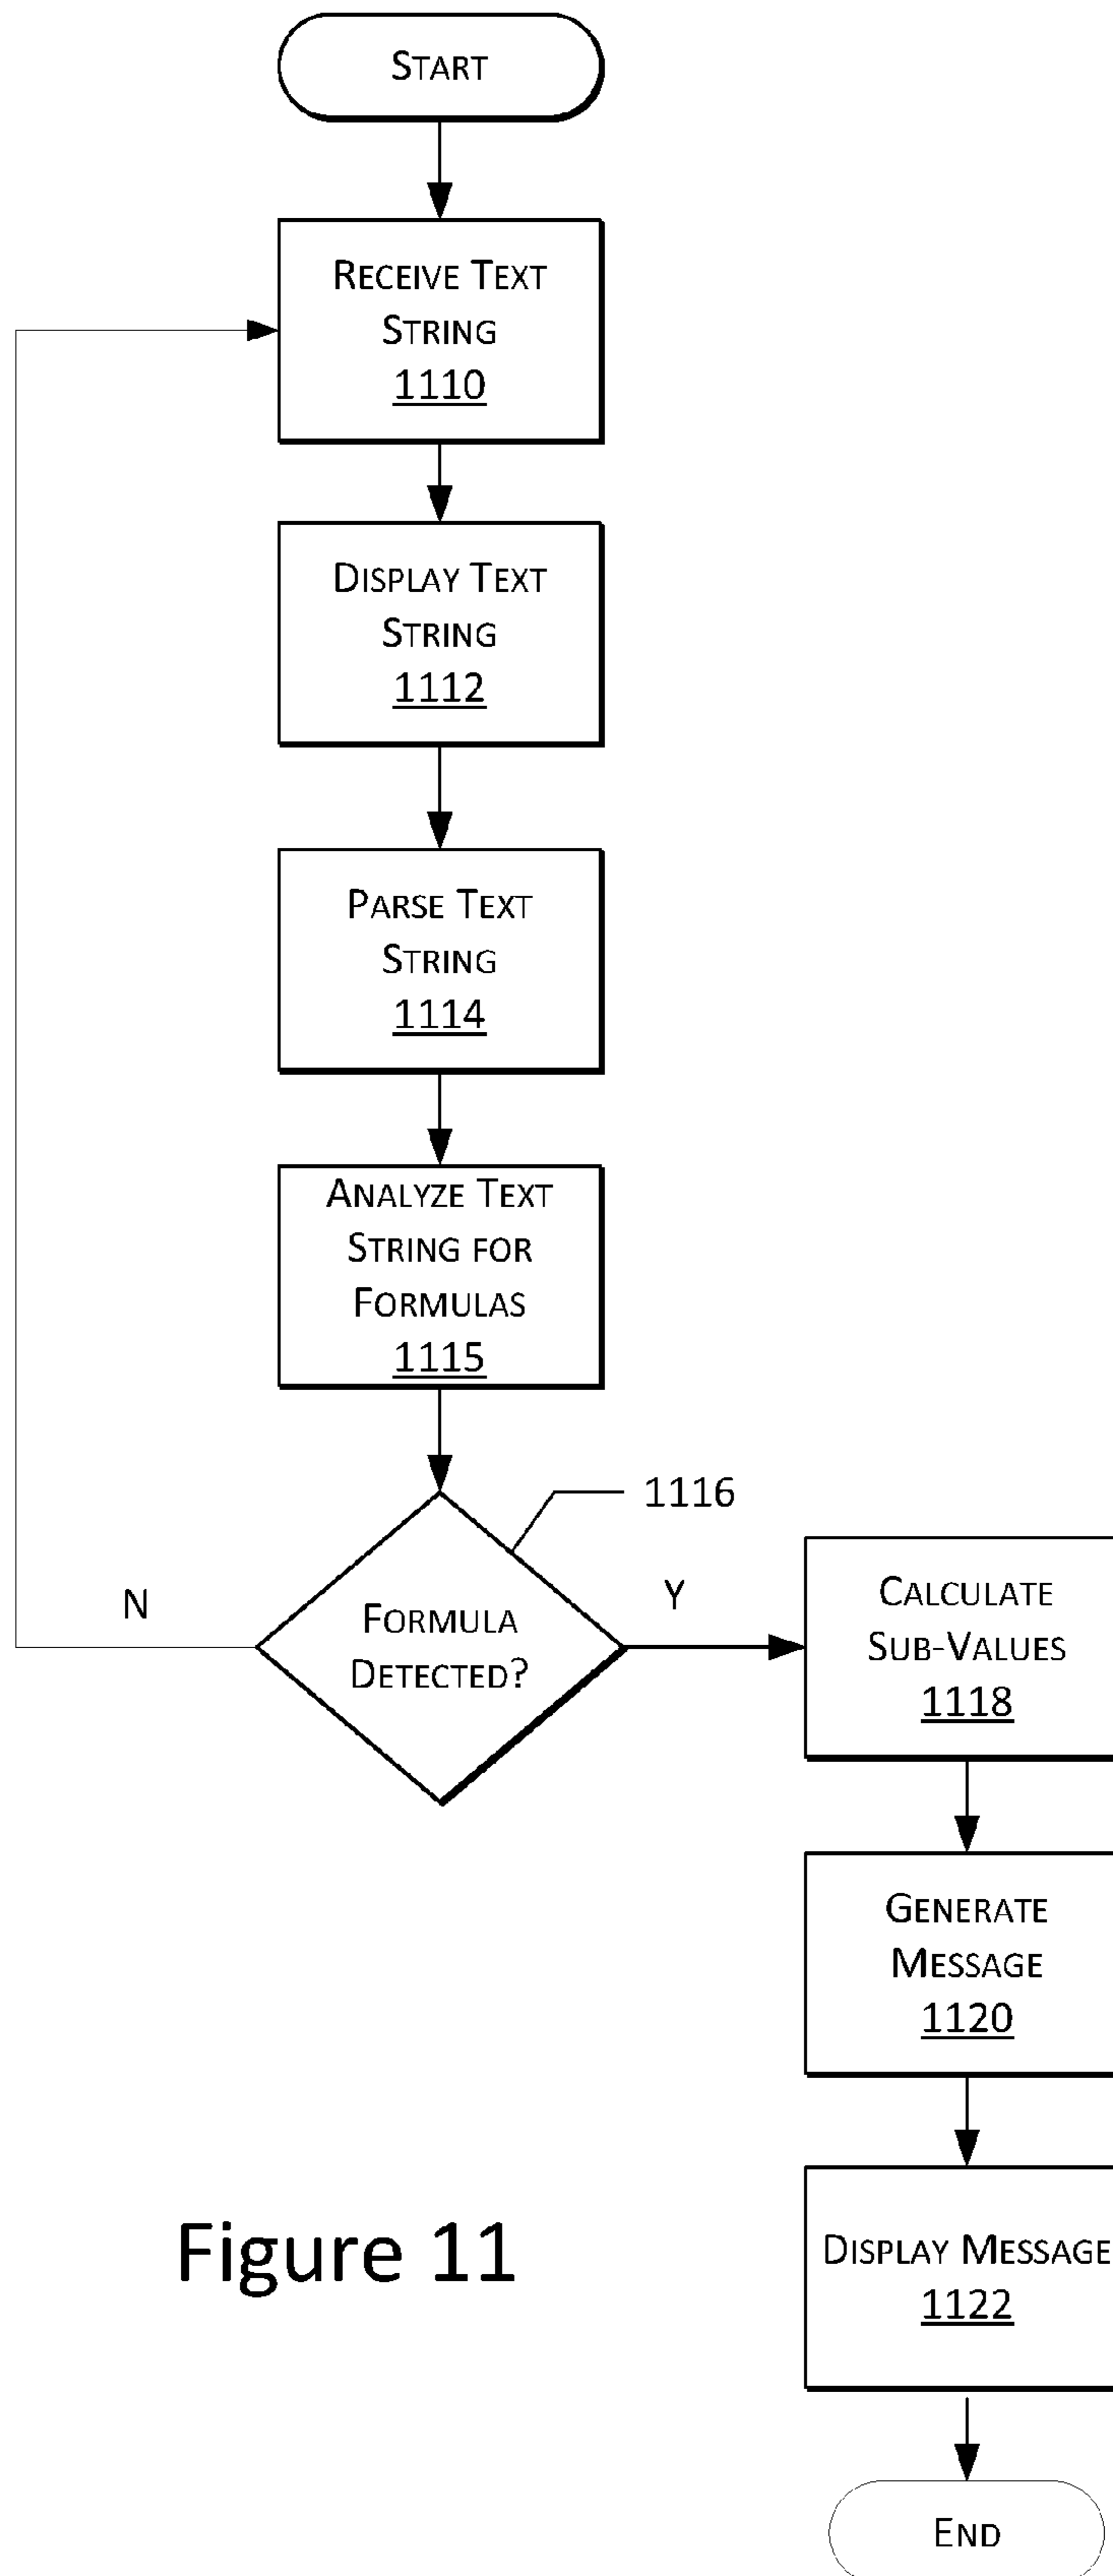 START
RECEIVE TEXT
STRING
1110
DISPLAY TEXT
STRING
1112
PARSE TEXT
STRING
1114
ANALYZE TEXT
STRING FOR
FORMULAS
1115
1116
FORMULA
DETECTED?
N
Y
CALCULATE
SUB-VALUES
1118
GENERATE
MESSAGE
1120
DISPLAY MESSAGE
1122
END
Figure 11